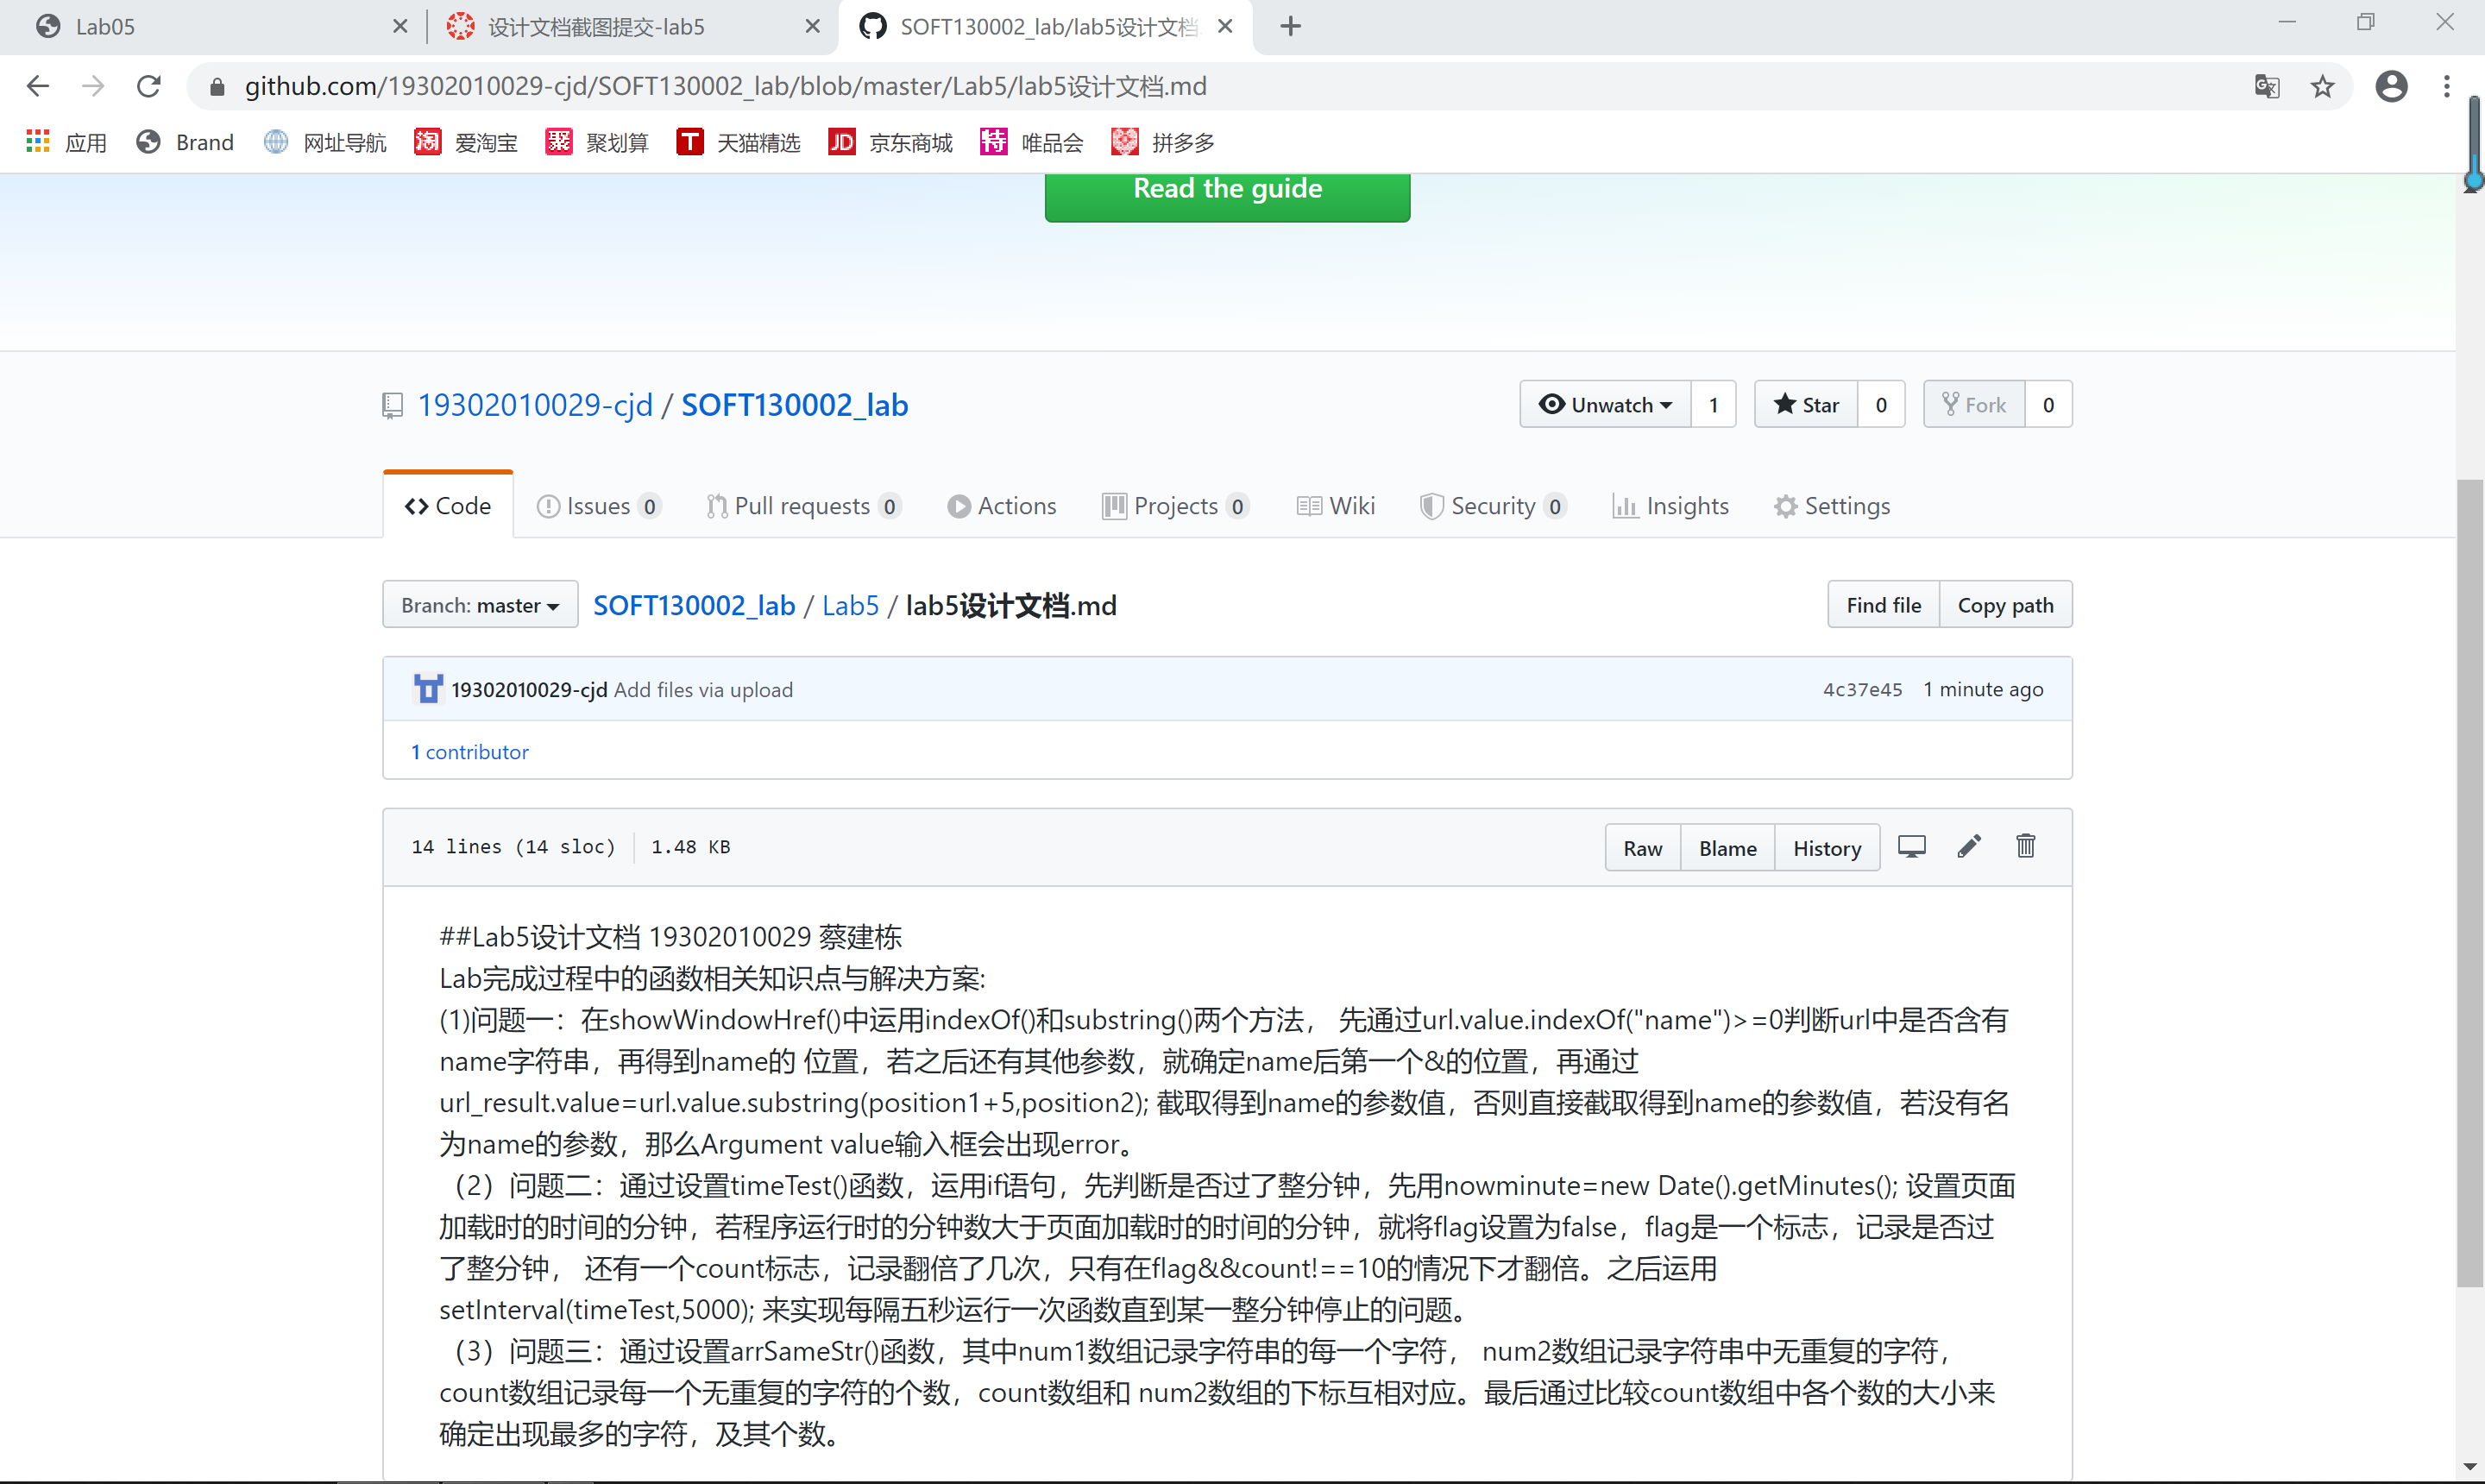 Lab05
设计文档截图提交-lab5
SOFT130002_lab/lab5设计文档
github.com/19302010029-cjd/SOFT130002_lab/blob/master/Lab5/lab5设计文档.md
应用 Brand 网址导航 淘 爱淘宝 聚 聚划算 T 天猫精选 JD 京东商城 特 唯品会 拼多多
Read the guide
19302010029-cjd / SOFT130002_lab
Unwatch 1 Star 0 Fork 0
Code Issues 0 Pull requests 0 Actions Projects 0 Wiki Security 0 Insights Settings
Branch: master SOFT130002_lab / Lab5 / lab5设计文档.md Find file Copy path
19302010029-cjd Add files via upload 4c37e45 1 minute ago
1 contributor
14 lines (14 sloc) 1.48 KB Raw Blame History
##Lab5设计文档 19302010029 蔡建栋
Lab完成过程中的函数相关知识点与解决方案:
(1)问题一：在showWindowHref()中运用indexOf()和substring()两个方法， 先通过url.value.indexOf("name")>=0判断url中是否含有
name字符串，再得到name的 位置，若之后还有其他参数，就确定name后第一个&的位置，再通过
url_result.value=url.value.substring(position1+5,position2); 截取得到name的参数值，否则直接截取得到name的参数值，若没有名
为name的参数，那么Argument value输入框会出现error。
（2）问题二：通过设置timeTest()函数，运用if语句，先判断是否过了整分钟，先用nowminute=new Date().getMinutes(); 设置页面
加载时的时间的分钟，若程序运行时的分钟数大于页面加载时的时间的分钟，就将flag设置为false，flag是一个标志，记录是否过
了整分钟， 还有一个count标志，记录翻倍了几次，只有在flag&&count!==10的情况下才翻倍。之后运用
setInterval(timeTest,5000); 来实现每隔五秒运行一次函数直到某一整分钟停止的问题。
（3）问题三：通过设置arrSameStr()函数，其中num1数组记录字符串的每一个字符， num2数组记录字符串中无重复的字符，
count数组记录每一个无重复的字符的个数，count数组和 num2数组的下标互相对应。最后通过比较count数组中各个数的大小来
确定出现最多的字符，及其个数。